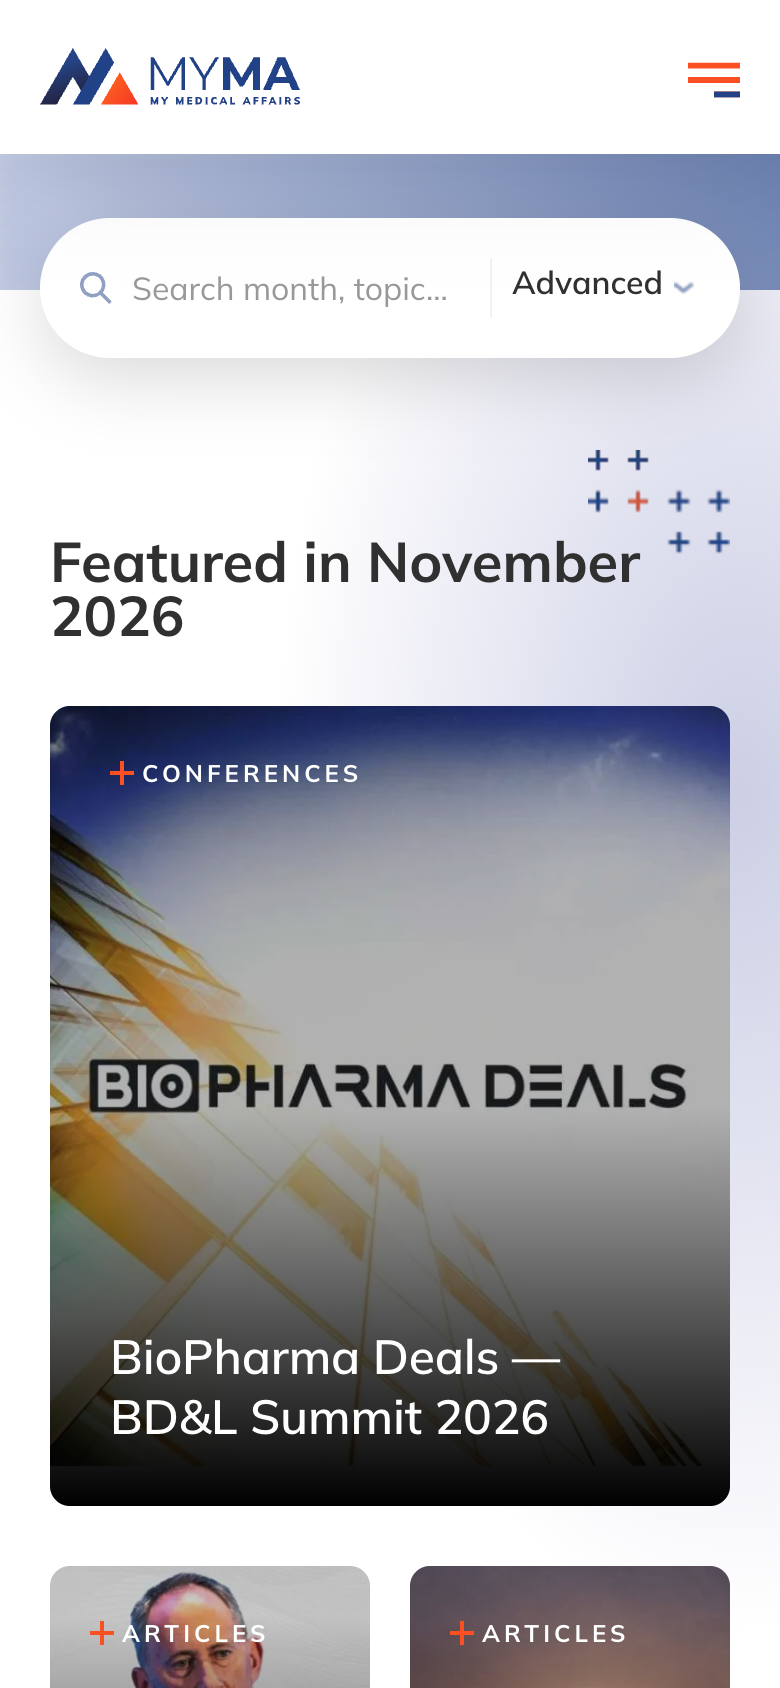 MYMA
MY MEDICAL AFFAIRS
Search month, topic...
Advanced
Featured in November
2026
CONFERENCES
BIOPHARMA DEALS
BioPharma Deals —
BD&L Summit 2026
ARTICLES
ARTICLES